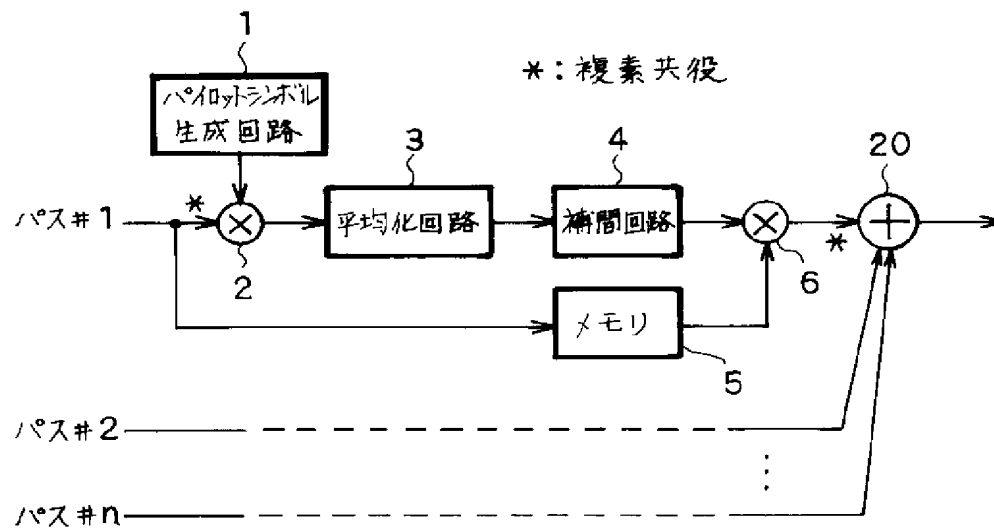 1
*：複素共役
パイロットシンボル
生成回路
3
4
20
*
パス#1
平均化回路
補間回路
*
2
6
メモリ
5
パス#2
パス#n